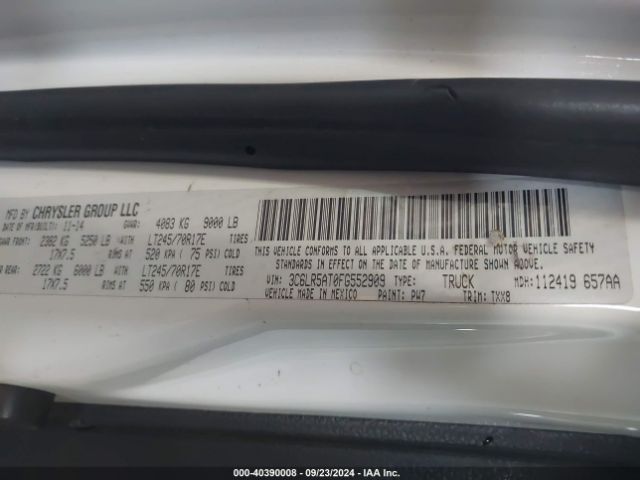 MFD BY CHRYSLER GROUP LLC
DATE OF MFR/BUILT: 11-14 GVWR: 4083 KG 9000 LB
GAWR FRONT: 2382 KG 5250 LB WITH LT245/70R17E TIRES
17X7.5 RIMS AT 520 KPA ( 75 PSI) COLD
REAR: 2722 KG 6000 LB WITH LT245/70R17E TIRES
17X7.5 RIMS AT 550 KPA ( 80 PSI) COLD
THIS VEHICLE CONFORMS TO ALL APPLICABLE U.S.A. FEDERAL MOTOR VEHICLE SAFETY
STANDARDS IN EFFECT ON THE DATE OF MANUFACTURE SHOWN ABOVE.
VIN: 3C6LR5AT0FG552909 TYPE: TRUCK MDH: 112419 657AA
VEHICLE MADE IN MEXICO PAINT: PW7 TRIM: TXX8
000-40390008 - 09/23/2024 - IAA Inc.